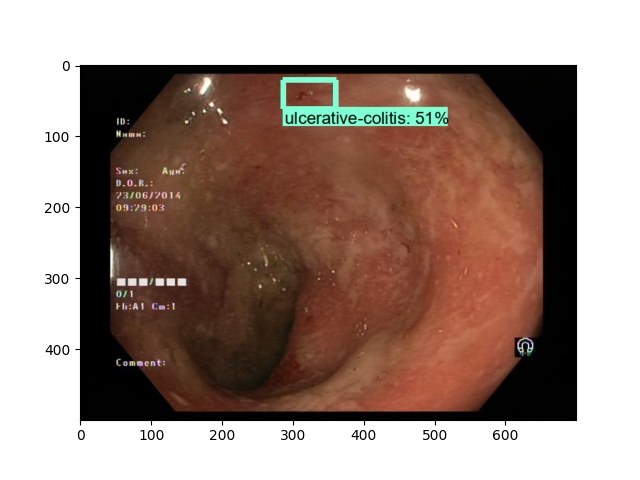 0
100
200
300
400
0 100 200 300 400 500 600
ulcerative-colitis: 51%
ID:
Name:
Sex: Age:
D.O.B.:
23/06/2014
09:29:03
■■■/■■■
0/1
Eh:A1 Cm:1
Comment: